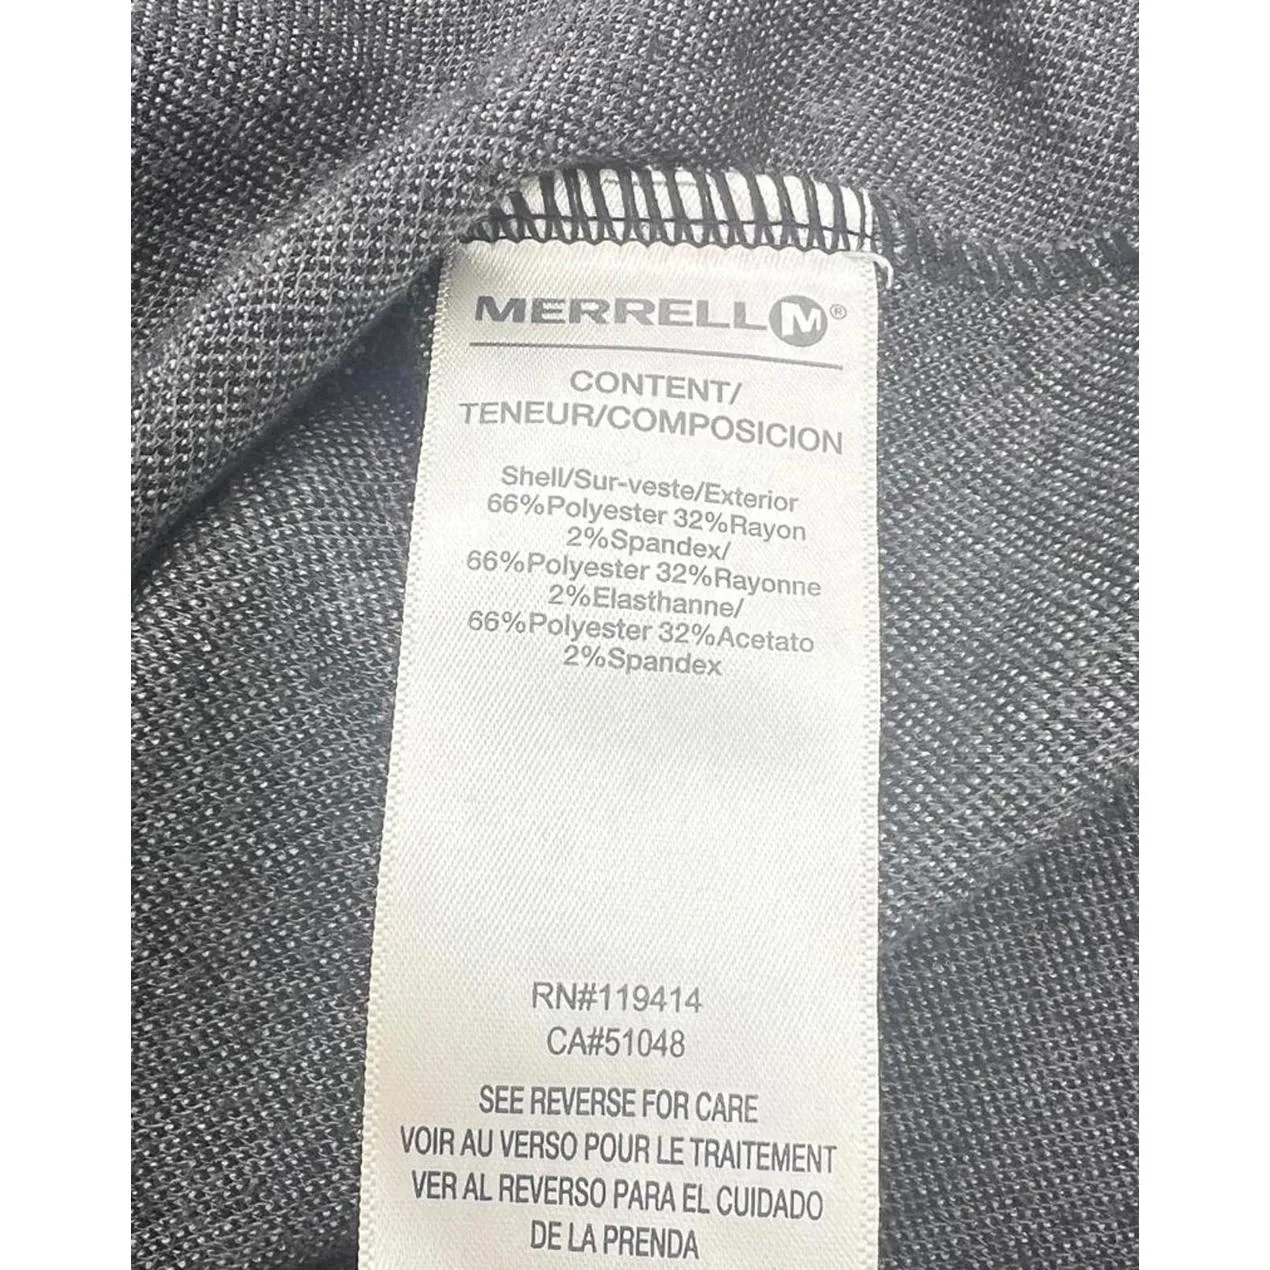 MERRELL M®
CONTENT/
TENEUR/COMPOSICION
Shell/Sur-veste/Exterior
66%Polyester 32%Rayon
2%Spandex/
66%Polyester 32%Rayonne
2%Elasthanne/
66%Polyester 32%Acetato
2%Spandex
RN#119414
CA#51048
SEE REVERSE FOR CARE
VOIR AU VERSO POUR LE TRAITEMENT
VER AL REVERSO PARA EL CUIDADO
DE LA PRENDA